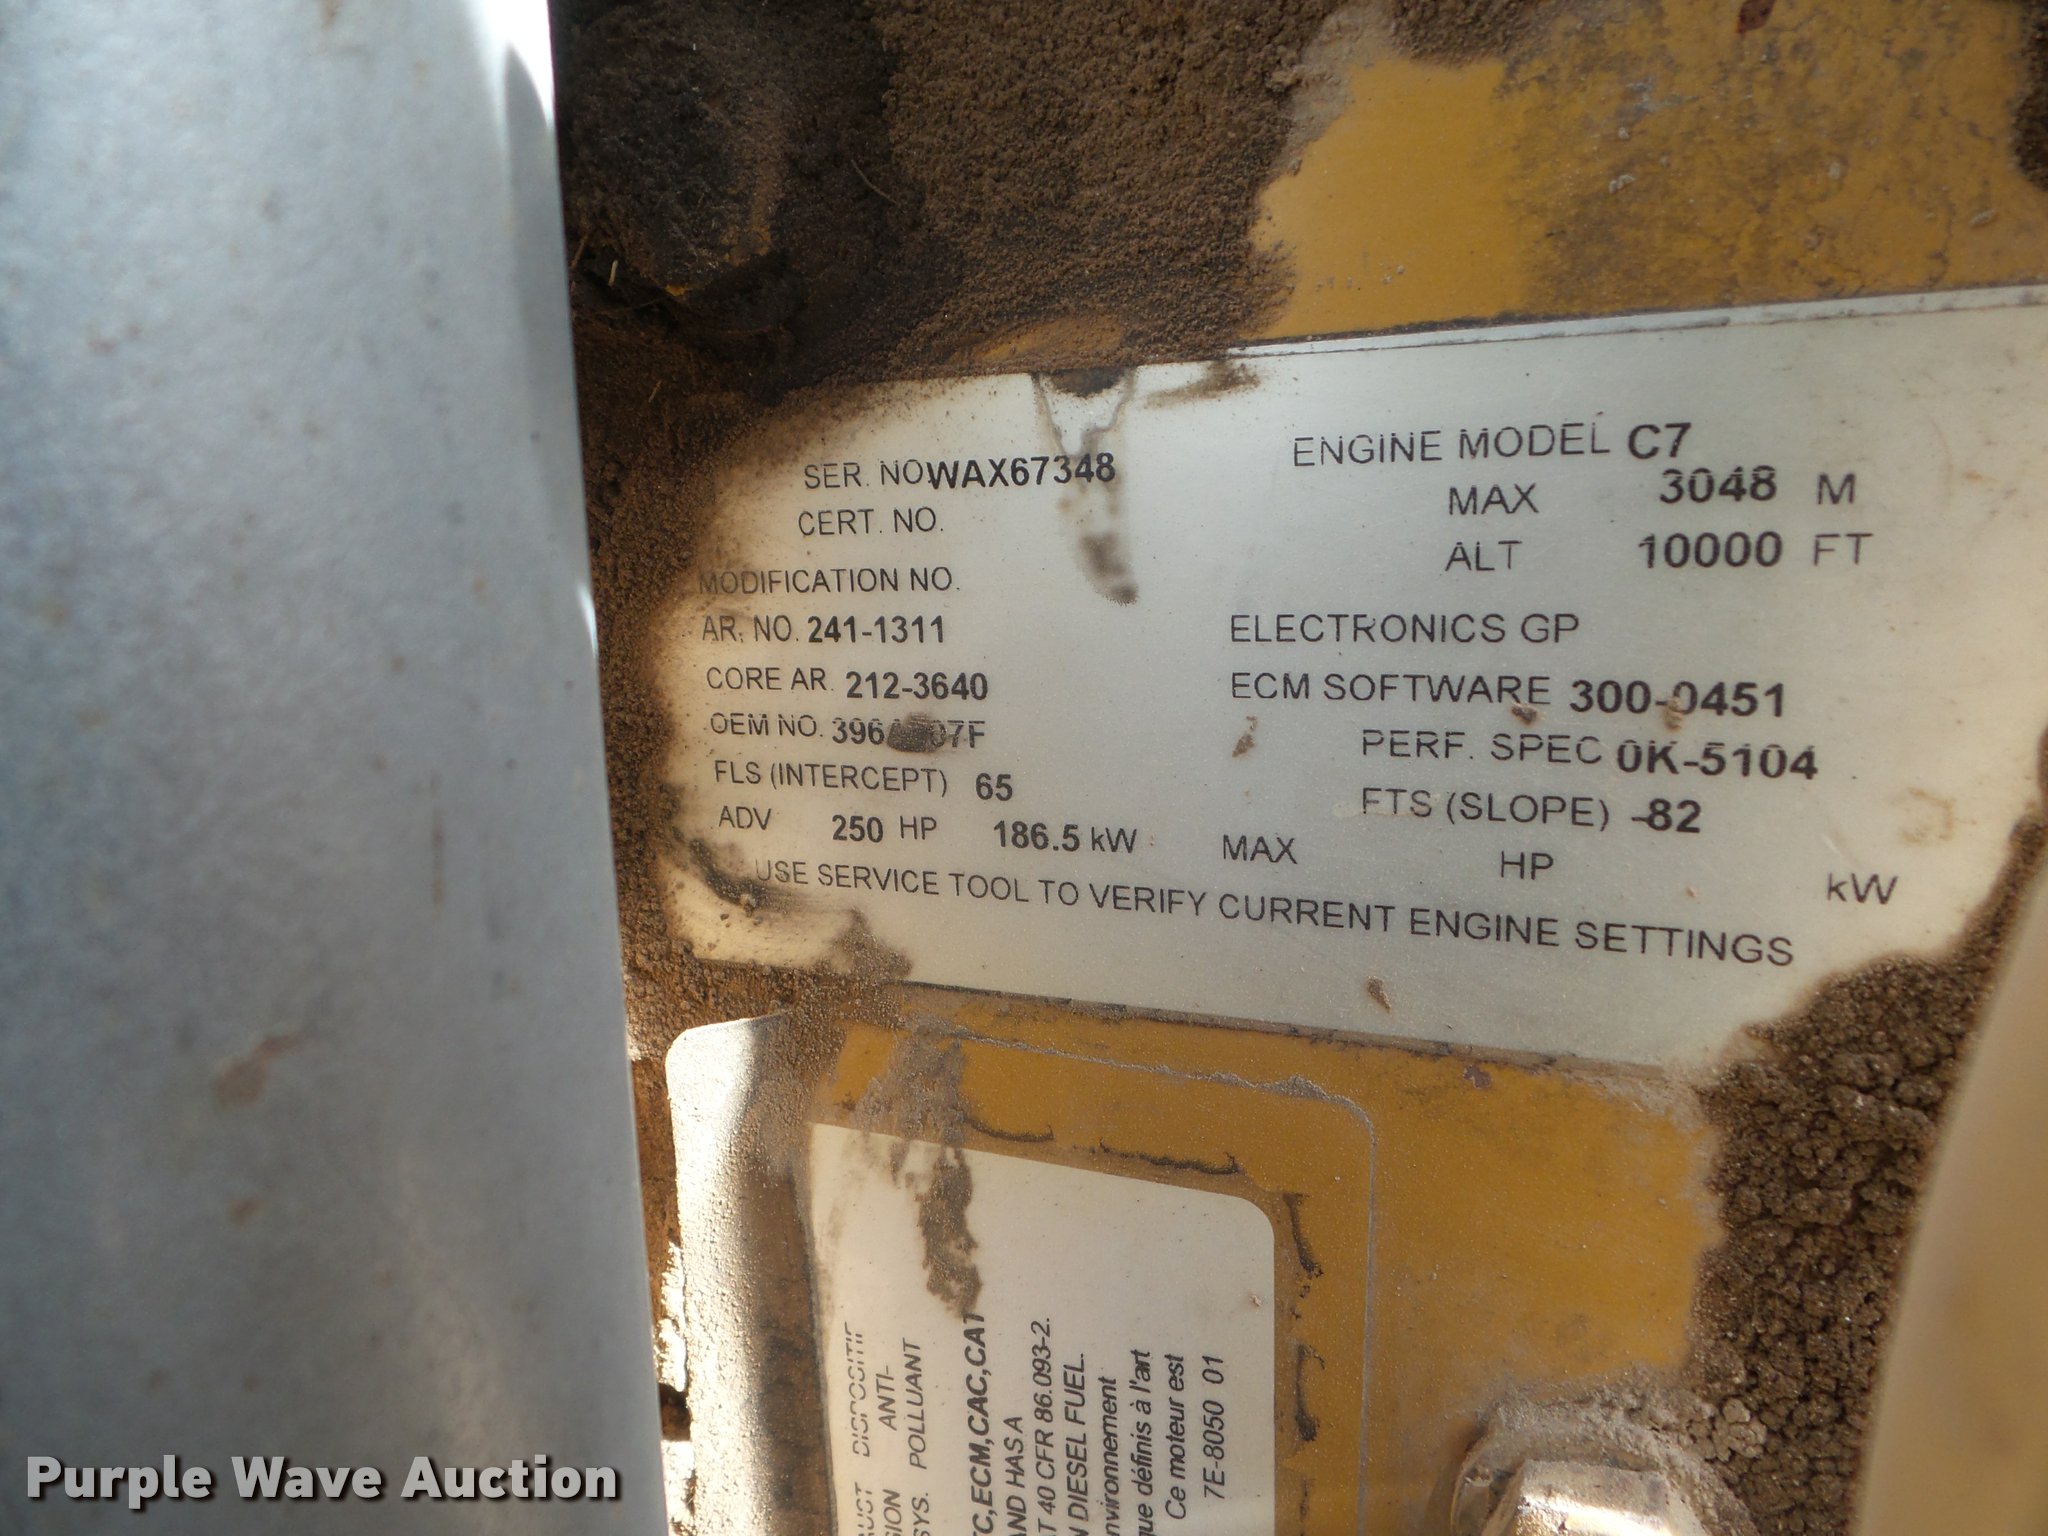 SER. NO WAX67348
CERT. NO.
MODIFICATION NO.
AR. NO. 241-1311
CORE AR. 212-3640
OEM NO.
FLS (INTERCEPT) 65
ADV 250 HP 186.5 kW
ENGINE MODEL C7
MAX 3048 M
ALT 10000 FT
ELECTRONICS GP
ECM SOFTWARE 300-0451
PERF. SPEC 0K-5104
FTS (SLOPE) -82
MAX HP kW
USE SERVICE TOOL TO VERIFY CURRENT ENGINE SETTINGS
DISPOSITIF
ANTI-
SYS. POLLUANT
ECM,CAC,CAT
AND HAS A
40 CFR 86.093-2.
DIESEL FUEL.
définis à l'art
Ce moteur est
7E-8050 01
Purple Wave Auction